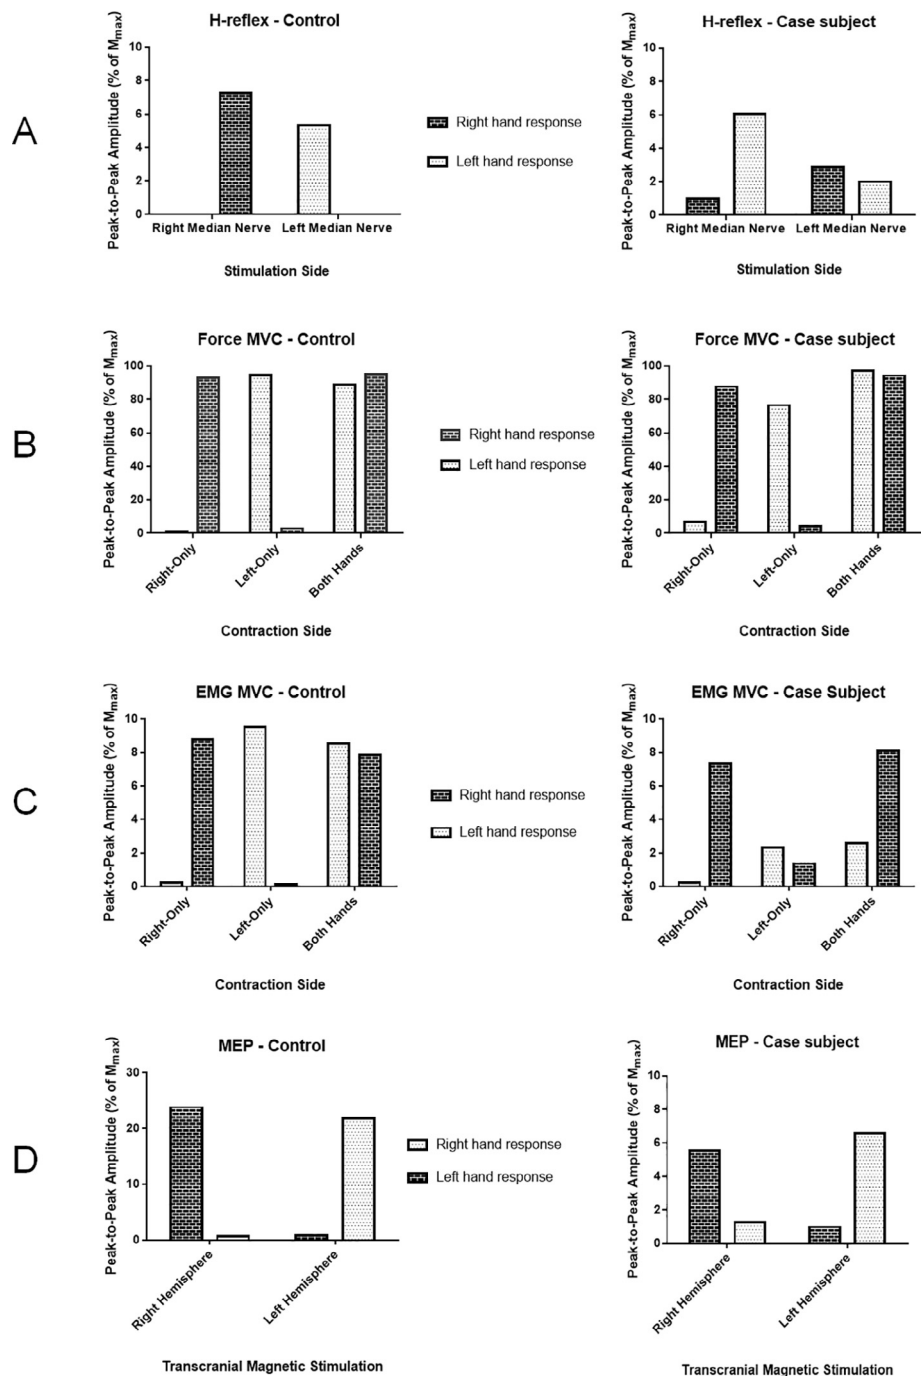 A
H-reflex - Control
Peak-to-Peak Amplitude (% of Mmax)
10
8
6
4
2
0
Right Median Nerve Left Median Nerve
Stimulation Side
Right hand response
Left hand response
H-reflex - Case subject
Peak-to-Peak Amplitude (% of Mmax)
10
8
6
4
2
0
Right Median Nerve Left Median Nerve
Stimulation Side
B
Force MVC - Control
Peak-to-Peak Amplitude (% of Mmax)
100
80
60
40
20
0
Right-Only
Left-Only
Both Hands
Contraction Side
Right hand response
Left hand response
Force MVC - Case subject
Peak-to-Peak Amplitude (% of Mmax)
100
80
60
40
20
0
Right-Only
Left-Only
Both Hands
Contraction Side
C
EMG MVC - Control
Peak-to-Peak Amplitude (% of Mmax)
10
8
6
4
2
0
Right-Only
Left-Only
Both Hands
Contraction Side
Right hand response
Left hand response
EMG MVC - Case Subject
Peak-to-Peak Amplitude (% of Mmax)
10
8
6
4
2
0
Right-Only
Left-Only
Both Hands
Contraction Side
D
MEP - Control
Peak-to-Peak Amplitude (% of Mmax)
30
20
10
0
Right Hemisphere
Left Hemisphere
Transcranial Magnetic Stimulation
Right hand response
Left hand response
MEP - Case subject
Peak-to-Peak Amplitude (% of Mmax)
10
8
6
4
2
0
Right Hemisphere
Left Hemisphere
Transcranial Magnetic Stimulation